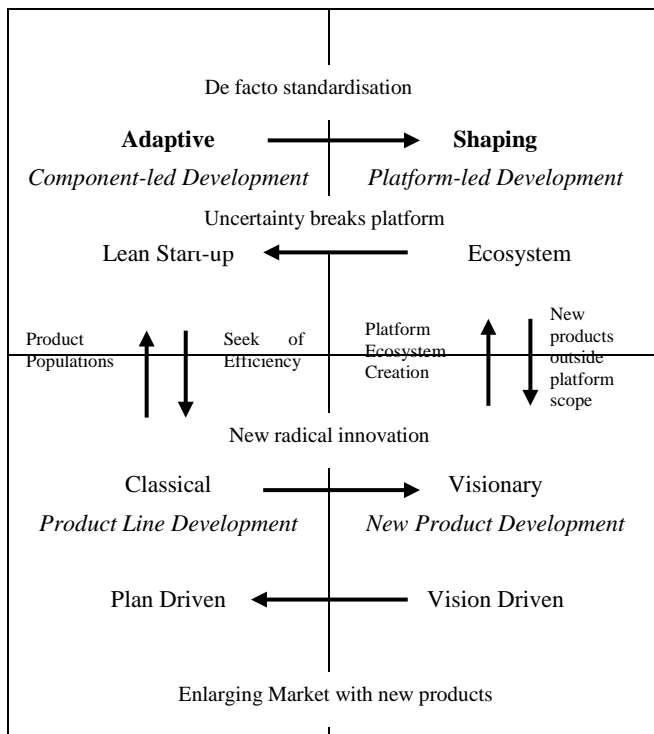 De facto standardisation
Adaptive
Shaping
Component-led Development
Platform-led Development
Uncertainty breaks platform
Lean Start-up
Ecosystem
Product
Populations
Seek of
Efficiency
Platform
Ecosystem
Creation
New
products
outside
platform
scope
New radical innovation
Classical
Visionary
Product Line Development
New Product Development
Plan Driven
Vision Driven
Enlarging Market with new products